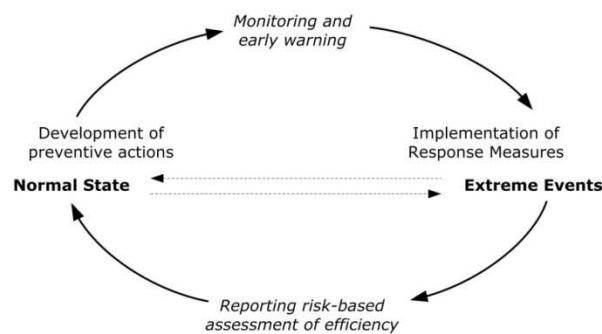 Monitoring and
early warning
Development of
preventive actions
Normal State
Implementation of
Response Measures
Extreme Events
Reporting risk-based
assessment of efficiency